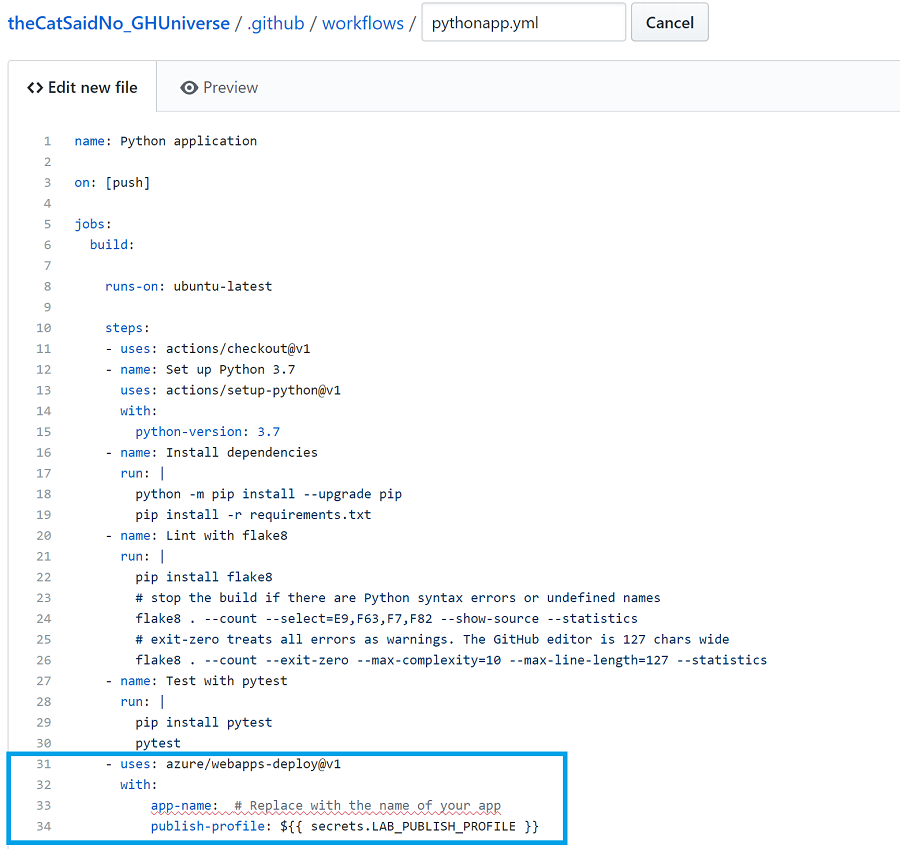 theCatSaidNo_GHUniverse / .github / workflows / pythonapp.yml Cancel
<> Edit new file Preview
1 name: Python application
2
3 on: [push]
4
5 jobs:
6   build:
7
8     runs-on: ubuntu-latest
9
10     steps:
11     - uses: actions/checkout@v1
12     - name: Set up Python 3.7
13       uses: actions/setup-python@v1
14       with:
15         python-version: 3.7
16     - name: Install dependencies
17       run: |
18         python -m pip install --upgrade pip
19         pip install -r requirements.txt
20     - name: Lint with flake8
21       run: |
22         pip install flake8
23         # stop the build if there are Python syntax errors or undefined names
24         flake8 . --count --select=E9,F63,F7,F82 --show-source --statistics
25         # exit-zero treats all errors as warnings. The GitHub editor is 127 chars wide
26         flake8 . --count --exit-zero --max-complexity=10 --max-line-length=127 --statistics
27     - name: Test with pytest
28       run: |
29         pip install pytest
30         pytest
31     - uses: azure/webapps-deploy@v1
32       with:
33           app-name:  # Replace with the name of your app
34           publish-profile: ${{ secrets.LAB_PUBLISH_PROFILE }}